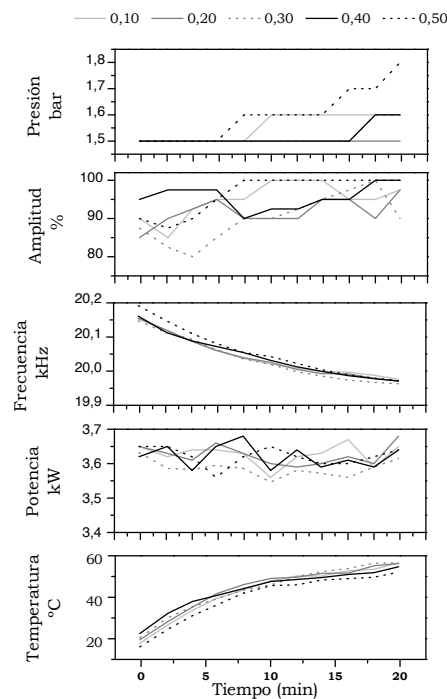 0,10 0,20 0,30 0,40 0,50
Presión
bar
1,8
1,7
1,6
1,5
Amplitud
%
100
90
80
Frecuencia
kHz
20,2
20,1
20,0
19,9
Potencia
kW
3,7
3,6
3,5
3,4
Temperatura
ºC
60
40
20
0 5 10 15 20
Tiempo (min)